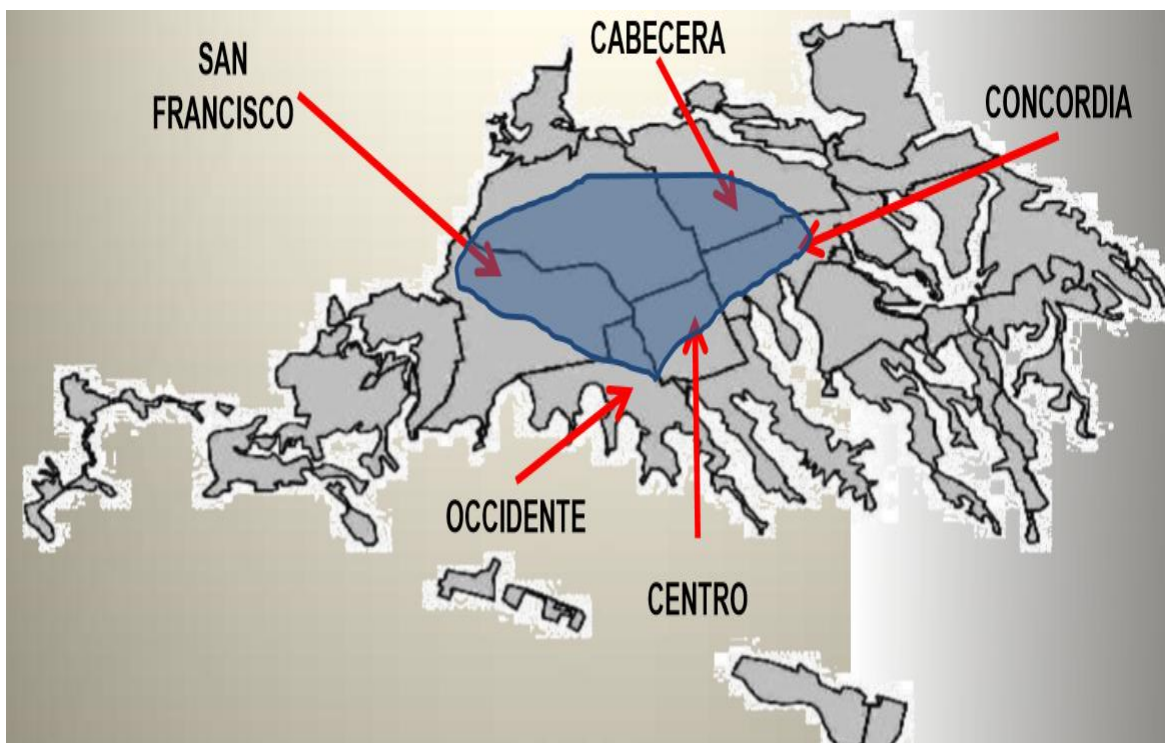 SAN
FRANCISCO
CABECERA
CONCORDIA
OCCIDENTE
CENTRO